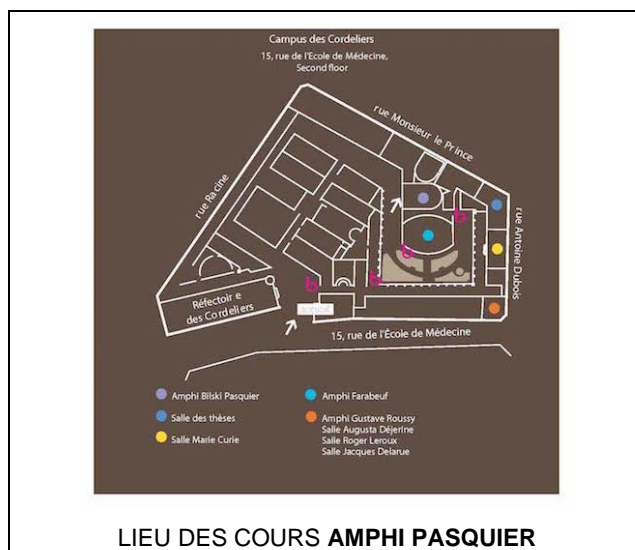 Campus des Cordeliers
15, rue de l'Ecole de Médecine,
Second floor
rue Monsieur le Prince
rue Racine
rue Antoine Dubois
Réfectoir e
des Cordeliers
15, rue de l'École de Médecine
Amphi Bilski Pasquier
Salle des thèses
Salle Marie Curie
Amphi Farabeuf
Amphi Gustave Roussy
Salle Augusta Déjerine
Salle Roger Leroux
Salle Jacques Delarue
LIEU DES COURS AMPHI PASQUIER